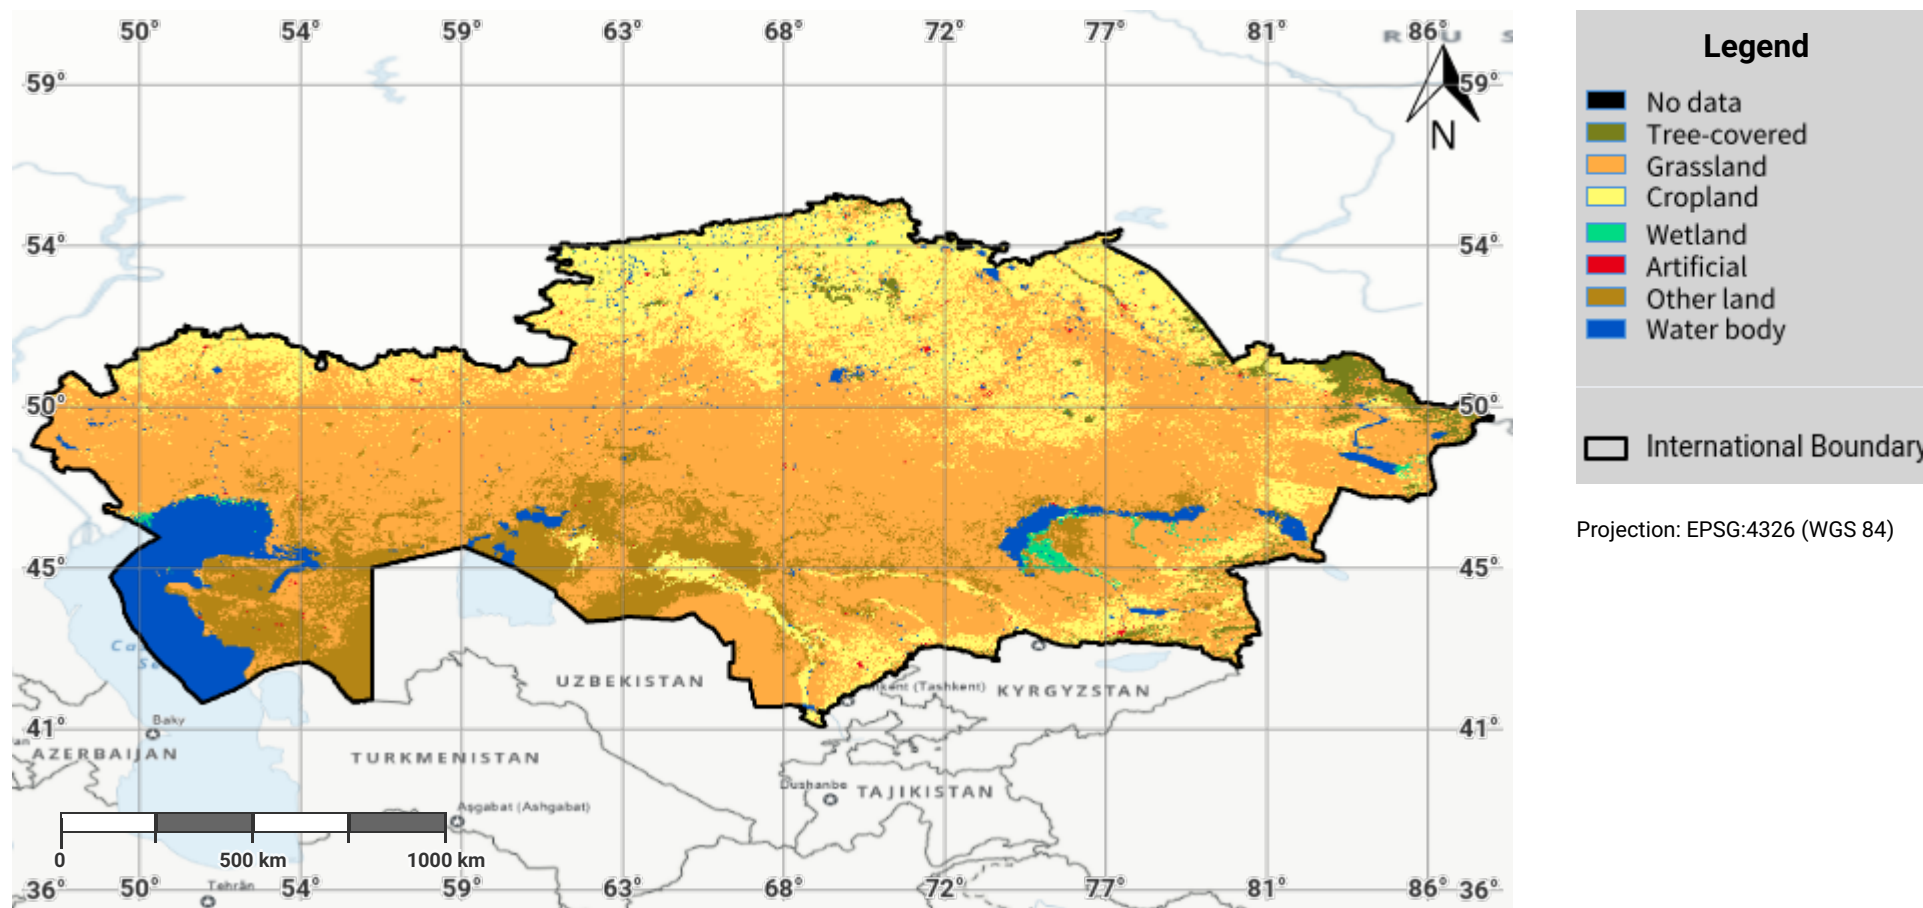 50° 54° 59° 63° 68° 72° 77° 81° 86°
R U S
59° 59°
N
54° 54°
50° 50°
45° 45°
Ca
Se
UZBEKISTAN
(Tashkent)
KYRGYZSTAN
Baky
41° 41°
AZERBAIJAN
TURKMENISTAN
Dushanbe
TAJIKISTAN
Aşgabat (Ashgabat)
0 500 km 1000 km
Tehrān
36° 50° 54° 59° 63° 68° 72° 77° 81° 86° 36°
Legend
No data
Tree-covered
Grassland
Cropland
Wetland
Artificial
Other land
Water body
International Boundary
Projection: EPSG:4326 (WGS 84)